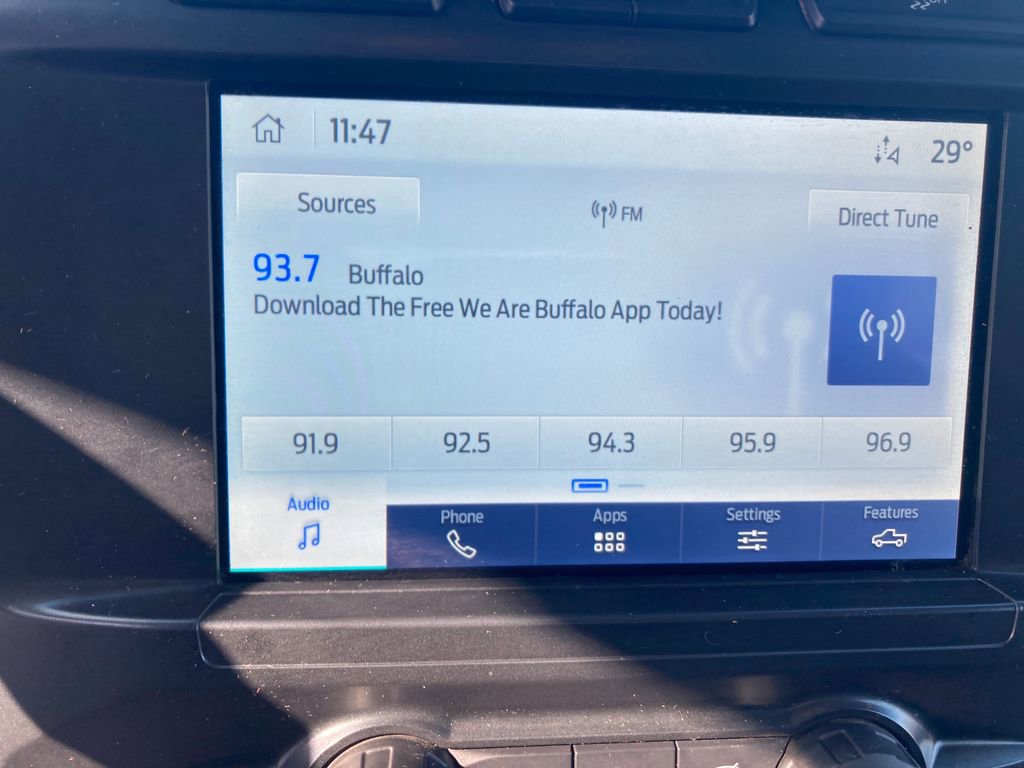 11:47
29°
Sources
FM
Direct Tune
93.7 Buffalo
Download The Free We Are Buffalo App Today!
91.9 92.5 94.3 95.9 96.9
Audio Phone Apps Settings Features